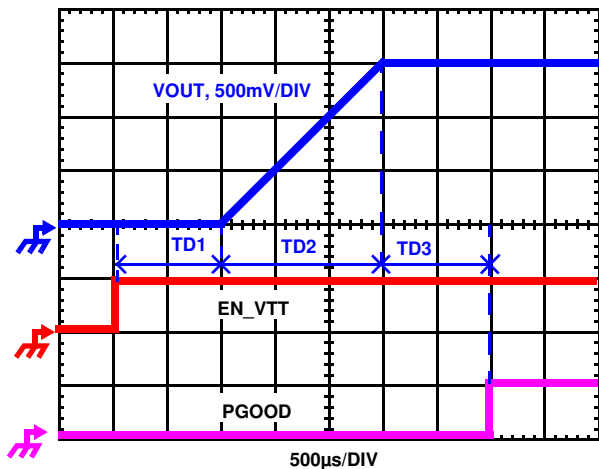 VOUT, 500mV/DIV
TD1 TD2 TD3
EN_VTT
PGOOD
500µs/DIV